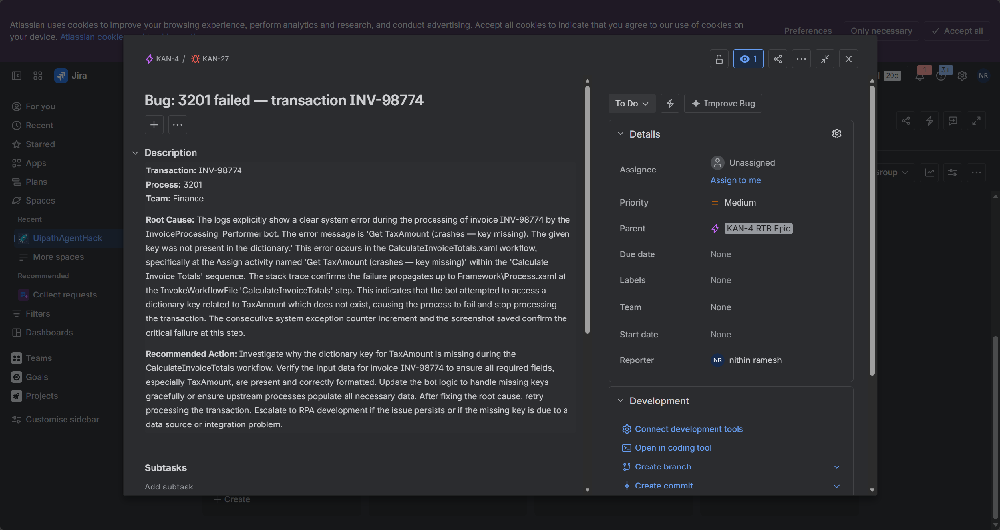 Atlassian uses cookies to improve your browsing experience, perform analytics and research, and conduct advertising. Accept all cookies to indicate that you agree to our use of cookies on
your device. Atlassian cookie
Preferences
Only necessary
Accept all
KAN-4 / KAN-27
1
Jira
20d
1
3+
NR
For you
Recent
Starred
Apps
Plans
Spaces
Recent
UipathAgentHack
More spaces
Recommended
Collect requests
Filters
Dashboards
Teams
Goals
Projects
Customise sidebar
Bug: 3201 failed — transaction INV-98774
Description
Transaction: INV-98774
Process: 3201
Team: Finance
Root Cause: The logs explicitly show a clear system error during the processing of invoice INV-98774 by the
InvoiceProcessing_Performer bot. The error message is 'Get TaxAmount (crashes — key missing): The given
key was not present in the dictionary.' This error occurs in the CalculateInvoiceTotals.xaml workflow,
specifically at the Assign activity named 'Get TaxAmount (crashes — key missing)' within the 'Calculate
Invoice Totals' sequence. The stack trace confirms the failure propagates up to Framework\Process.xaml at
the InvokeWorkflowFile 'CalculateInvoiceTotals' step. This indicates that the bot attempted to access a
dictionary key related to TaxAmount which does not exist, causing the process to fail and stop processing
the transaction. The consecutive system exception counter increment and the screenshot saved confirm the
critical failure at this step.
Recommended Action: Investigate why the dictionary key for TaxAmount is missing during the
CalculateInvoiceTotals workflow. Verify the input data for invoice INV-98774 to ensure all required fields,
especially TaxAmount, are present and correctly formatted. Update the bot logic to handle missing keys
gracefully or ensure upstream processes populate all necessary data. After fixing the root cause, retry
processing the transaction. Escalate to RPA development if the issue persists or if the missing key is due to a
data source or integration problem.
Subtasks
Add subtask
Create
To Do
Improve Bug
Details
Assignee
Unassigned
Assign to me
Priority
Medium
Parent
KAN-4 RTB Epic
Due date
None
Labels
None
Team
None
Start date
None
Reporter
NR nithin ramesh
Development
Connect development tools
Open in coding tool
Create branch
Create commit
Group